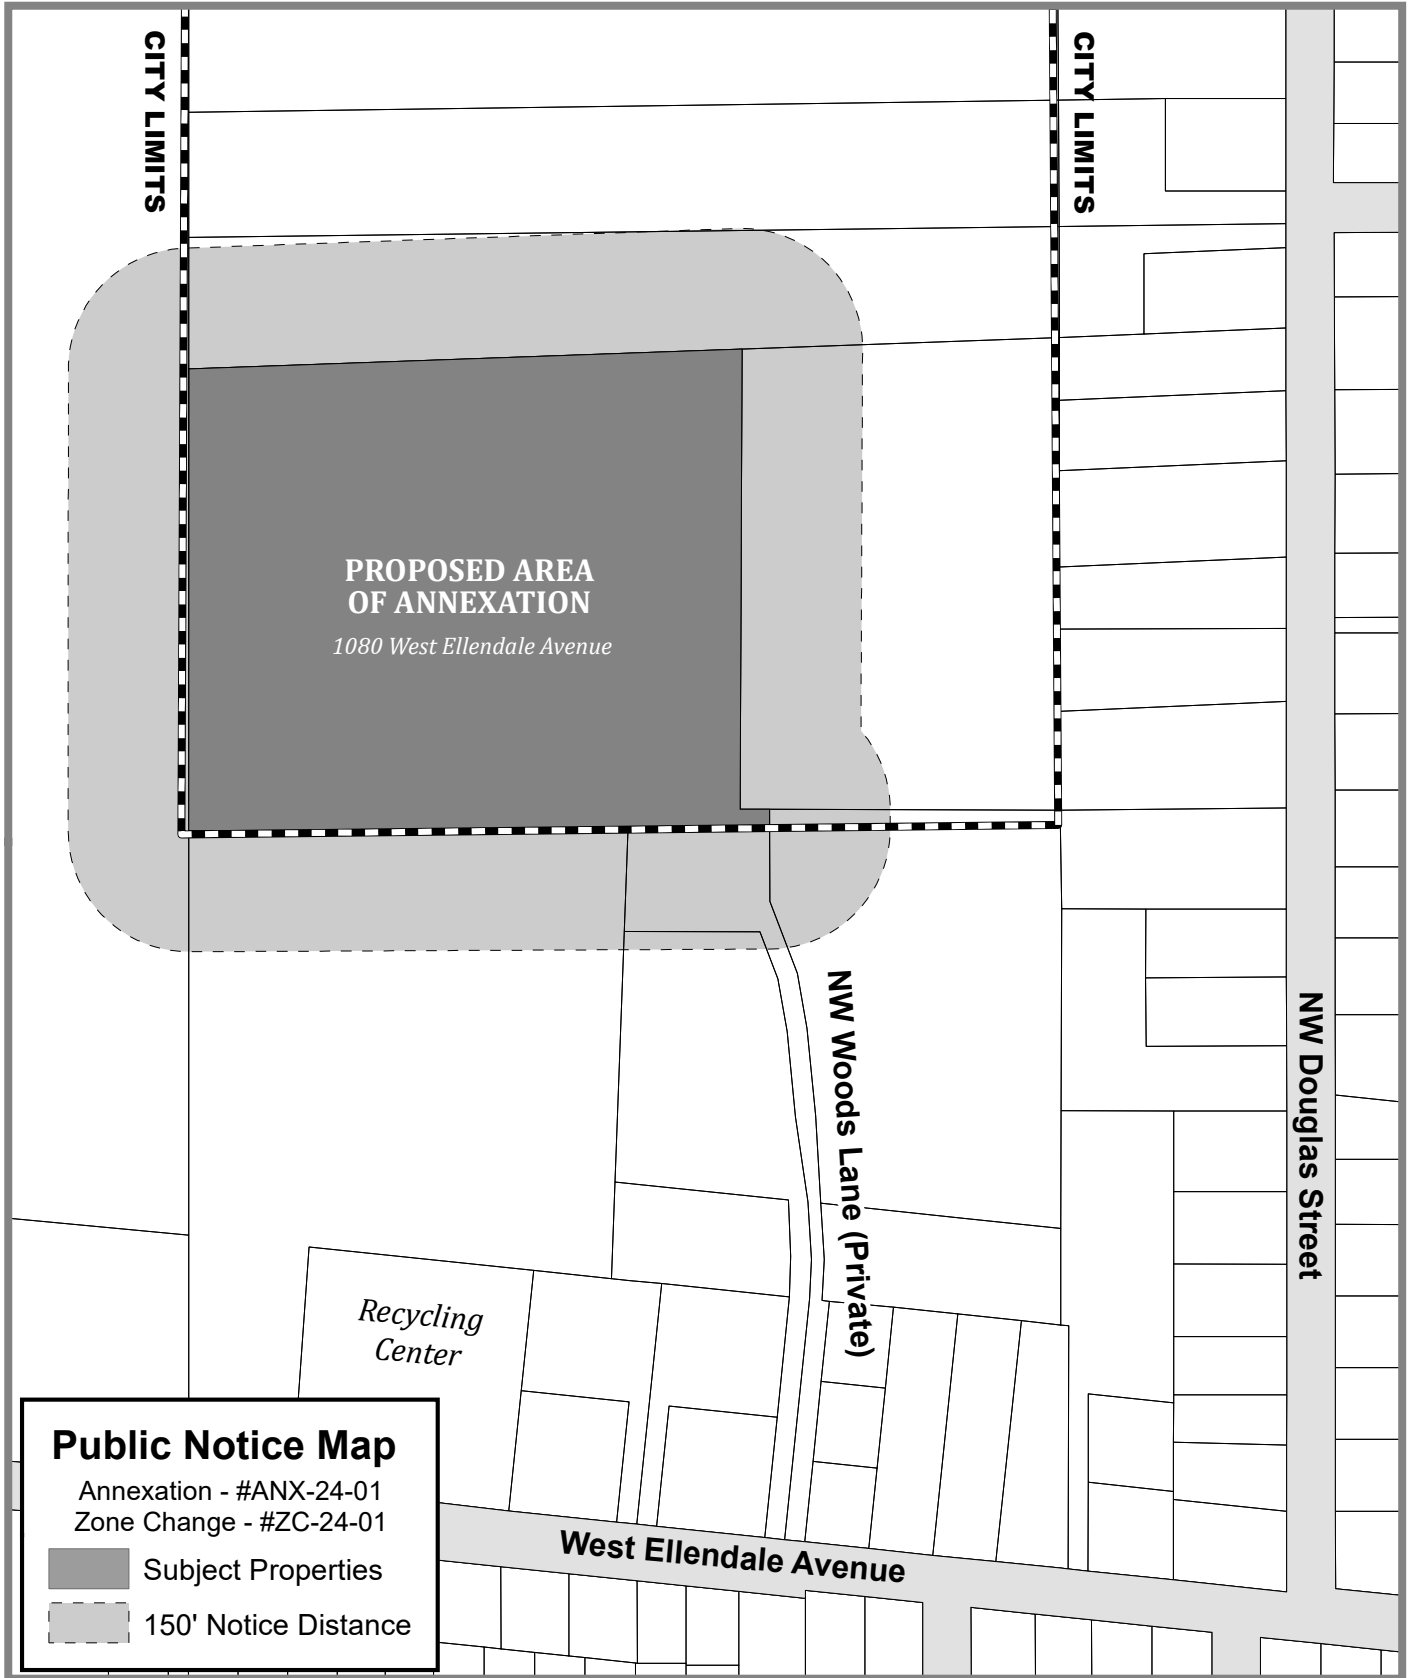 CITY LIMITS
CITY LIMITS
PROPOSED AREA
OF ANNEXATION
1080 West Ellendale Avenue
NW Woods Lane (Private)
NW Douglas Street
Recycling
Center
West Ellendale Avenue
Public Notice Map
Annexation - #ANX-24-01
Zone Change - #ZC-24-01
Subject Properties
150' Notice Distance